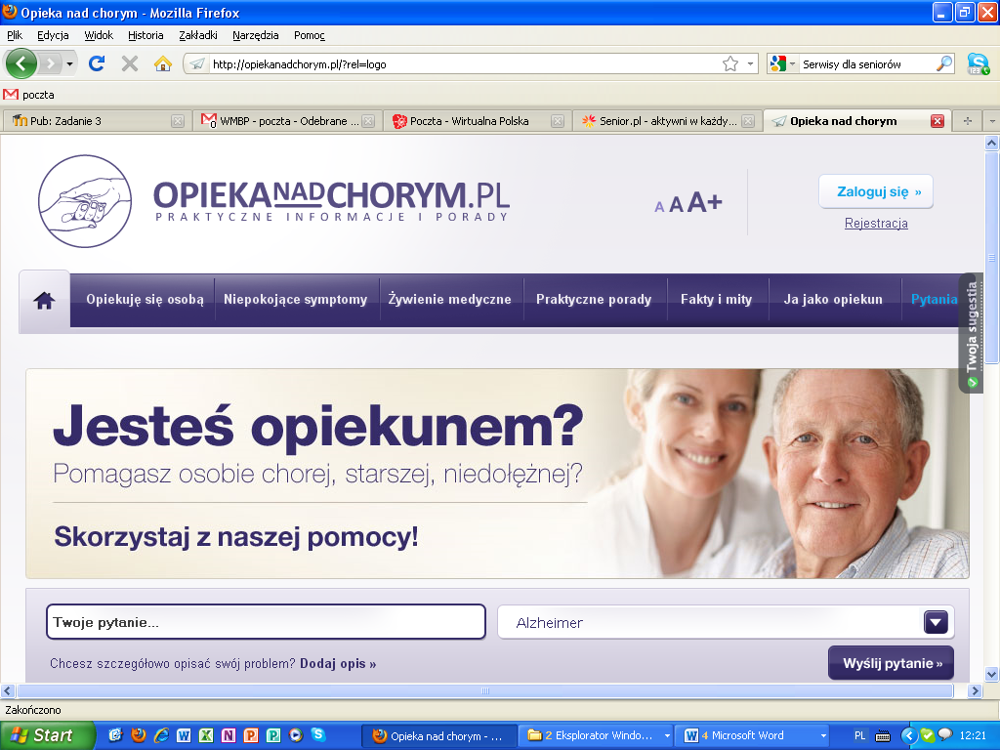 Opieka nad chorym - Mozilla Firefox
Plik Edycja Widok Historia Zakładki Narzędzia Pomoc
http://opiekanadchorym.pl/?rel=logo Serwisy dla seniorów
poczta
Pub: Zadanie 3 WMBP - poczta - Odebrane ... Poczta - Wirtualna Polska Senior.pl - aktywni w każdy... Opieka nad chorym
OPIEKANADCHORYM.PL
PRAKTYCZNE INFORMACJE I PORADY
A A A+
Zaloguj się »
Rejestracja
Opiekuję się osobą Niepokojące symptomy Żywienie medyczne Praktyczne porady Fakty i mity Ja jako opiekun Pytania
Twoja sugestia
Jesteś opiekunem?
Pomagasz osobie chorej, starszej, niedołężnej?
Skorzystaj z naszej pomocy!
Twoje pytanie... Alzheimer
Chcesz szczegółowo opisać swój problem? Dodaj opis » Wyślij pytanie »
Zakończono
Start Opieka nad chorym - ... 2 Eksplorator Windo... 4 Microsoft Word PL 12:21